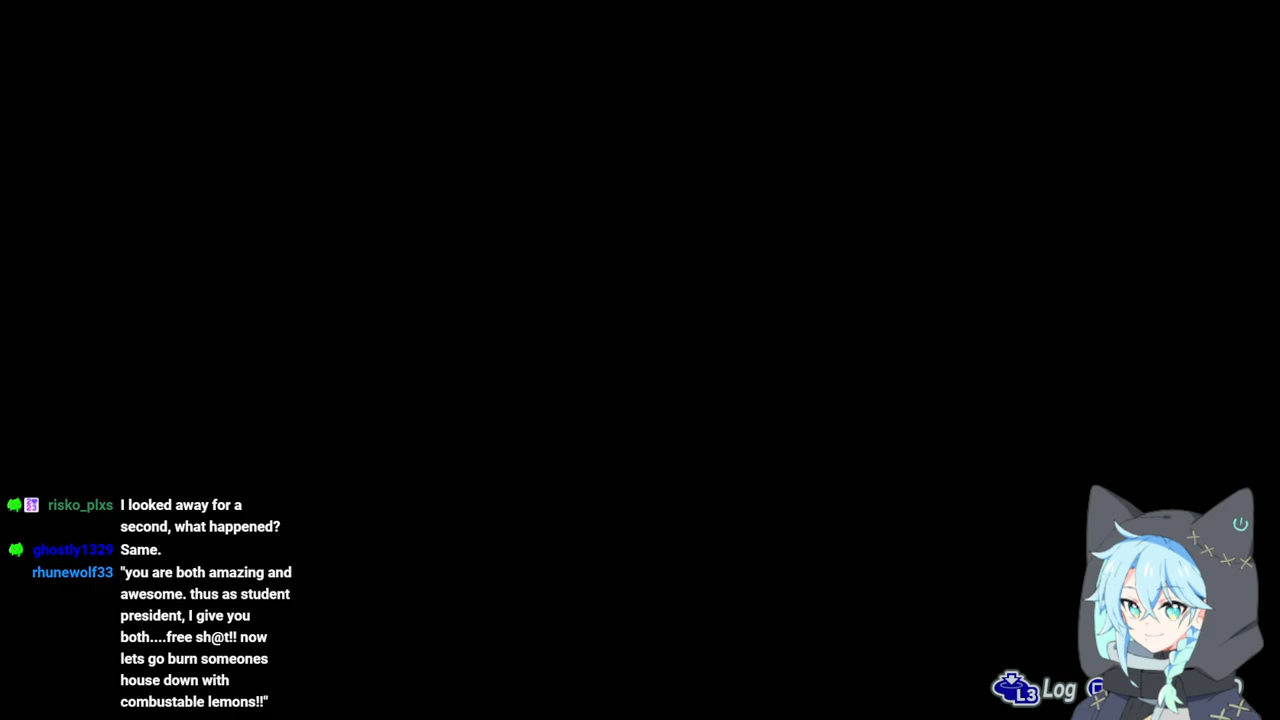 risko_plxs I looked away for a
second, what happened?
ghostly1329 Same.
rhunewolf33 "you are both amazing and
awesome. thus as student
president, I give you
both....free sh@t!! now
lets go burn someones
house down with
combustable lemons!!"
L3 Log